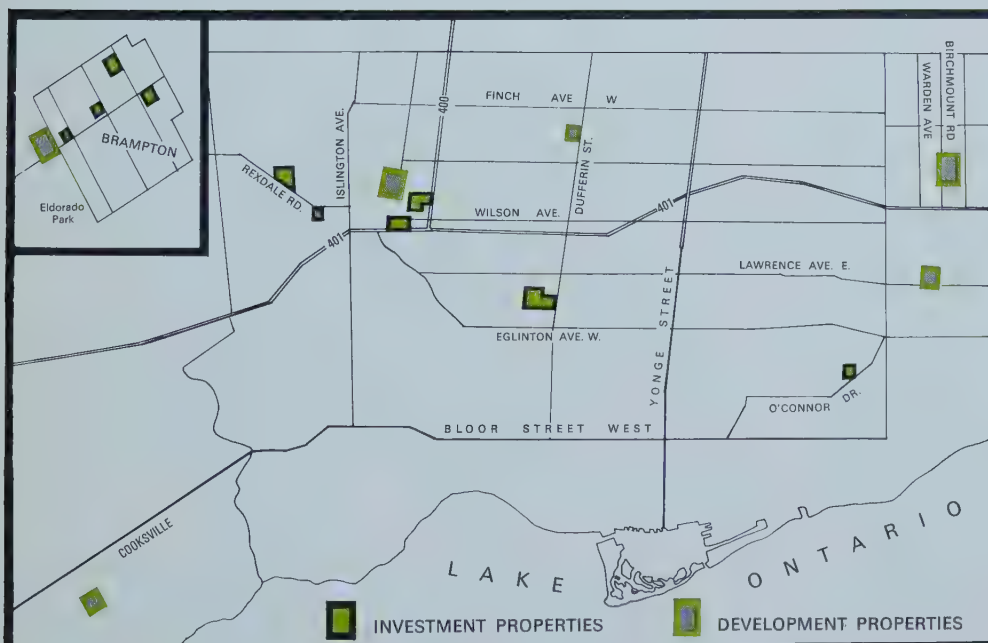 BRAMPTON
Eldorado
Park
REXDALE RD.
ISLINGTON AVE.
400
FINCH AVE W
DUFFERIN ST.
WILSON AVE.
401
401
LAWRENCE AVE. E.
EGLINTON AVE. W.
YONGE STREET
WARDEN AVE
BIRCHMOUNT RD
O'CONNOR DR.
BLOOR STREET WEST
COOKSVILLE
LAKE ONTARIO
INVESTMENT PROPERTIES
DEVELOPMENT PROPERTIES